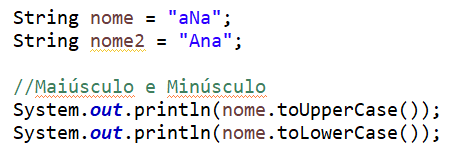 String nome = "aNa";
String nome2 = "Ana";
//Maiúsculo e Minúsculo
System.out.println(nome.toUpperCase());
System.out.println(nome.toLowerCase());